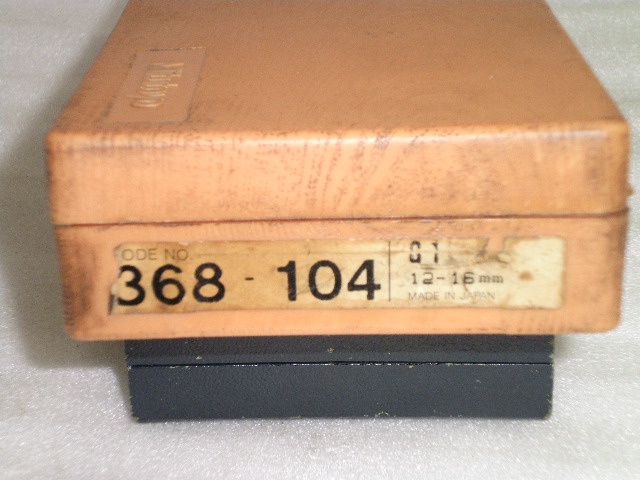 Mitutoyo
ODE NO.
368 - 104
12-16mm
MADE IN JAPAN